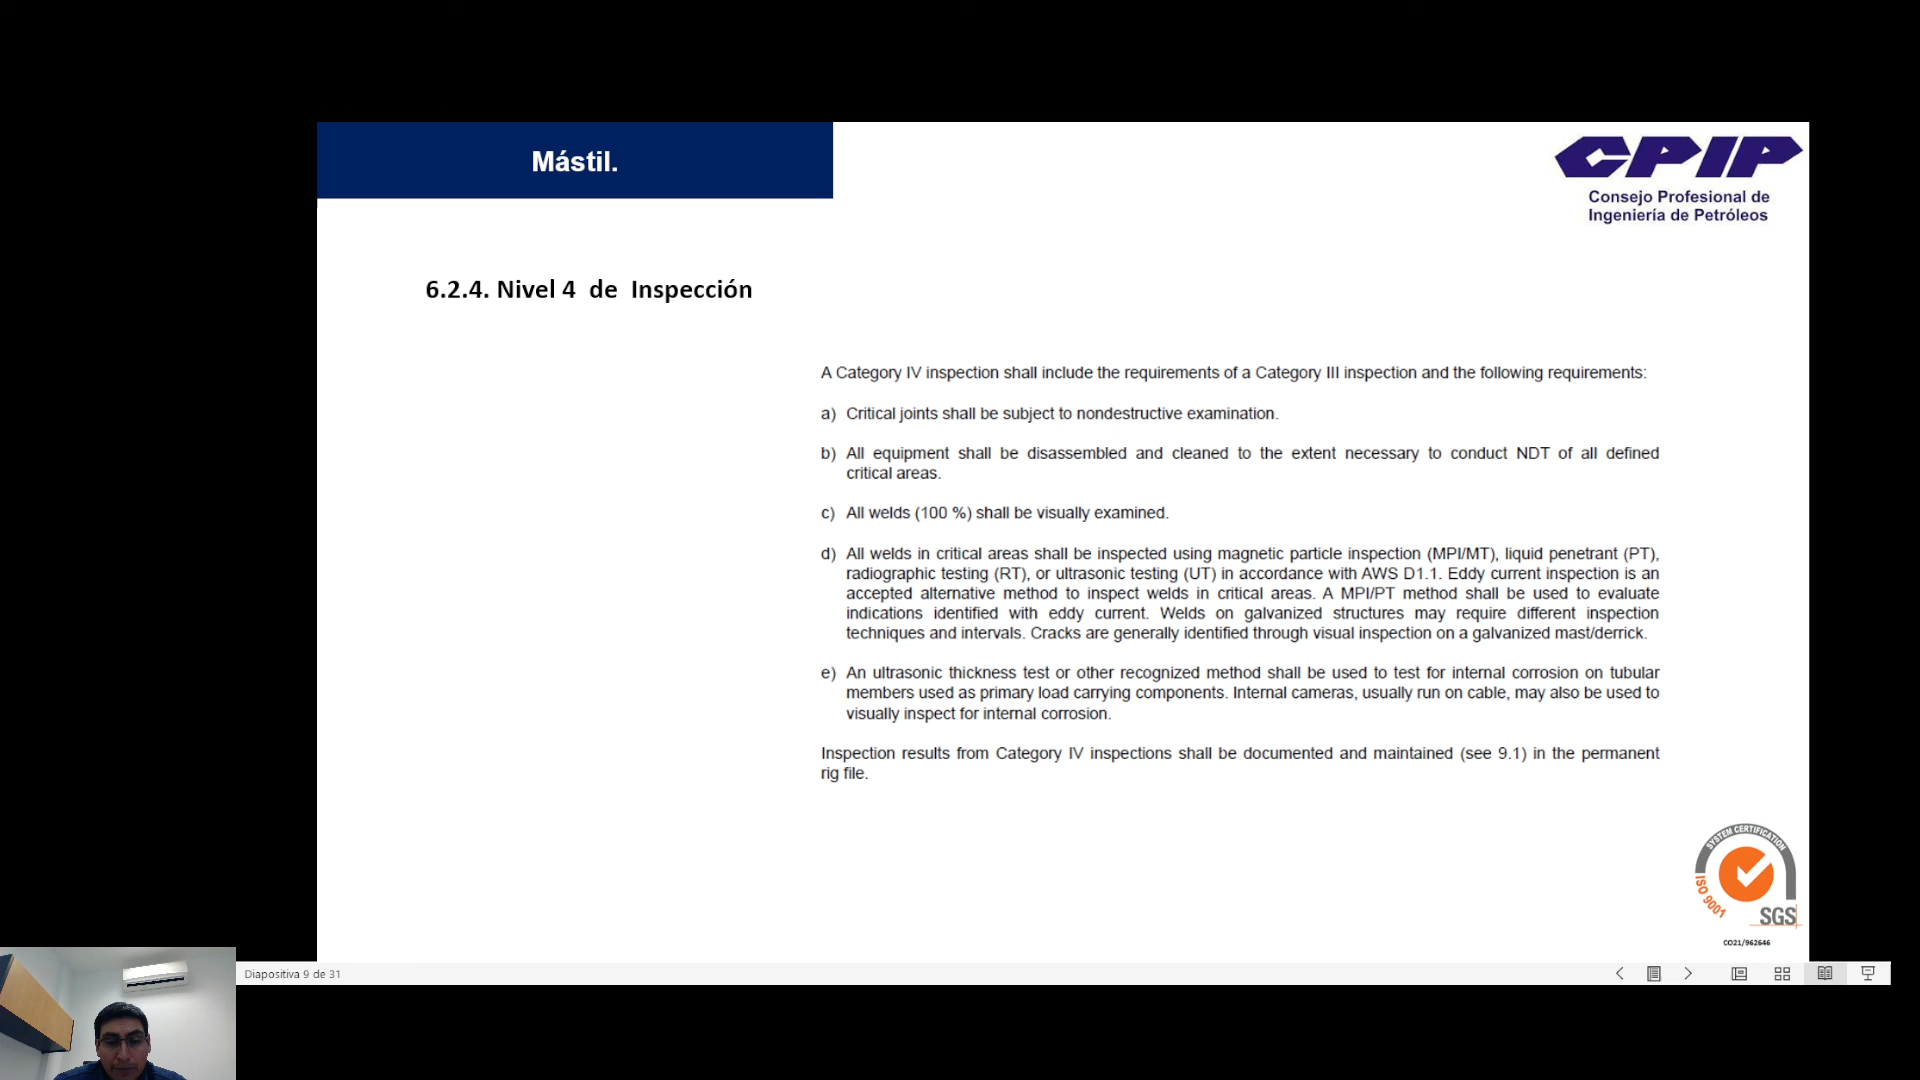 Mástil.
CPIP
Consejo Profesional de
Ingeniería de Petróleos
6.2.4. Nivel 4 de Inspección
A Category IV inspection shall include the requirements of a Category III inspection and the following requirements:
a) Critical joints shall be subject to nondestructive examination.
b) All equipment shall be disassembled and cleaned to the extent necessary to conduct NDT of all defined
critical areas.
c) All welds (100 %) shall be visually examined.
d) All welds in critical areas shall be inspected using magnetic particle inspection (MPI/MT), liquid penetrant (PT),
radiographic testing (RT), or ultrasonic testing (UT) in accordance with AWS D1.1. Eddy current inspection is an
accepted alternative method to inspect welds in critical areas. A MPI/PT method shall be used to evaluate
indications identified with eddy current. Welds on galvanized structures may require different inspection
techniques and intervals. Cracks are generally identified through visual inspection on a galvanized mast/derrick.
e) An ultrasonic thickness test or other recognized method shall be used to test for internal corrosion on tubular
members used as primary load carrying components. Internal cameras, usually run on cable, may also be used to
visually inspect for internal corrosion.
Inspection results from Category IV inspections shall be documented and maintained (see 9.1) in the permanent
rig file.
SYSTEM CERTIFICATION
ISO 9001
SGS
CO21/962646
Diapositiva 9 de 31